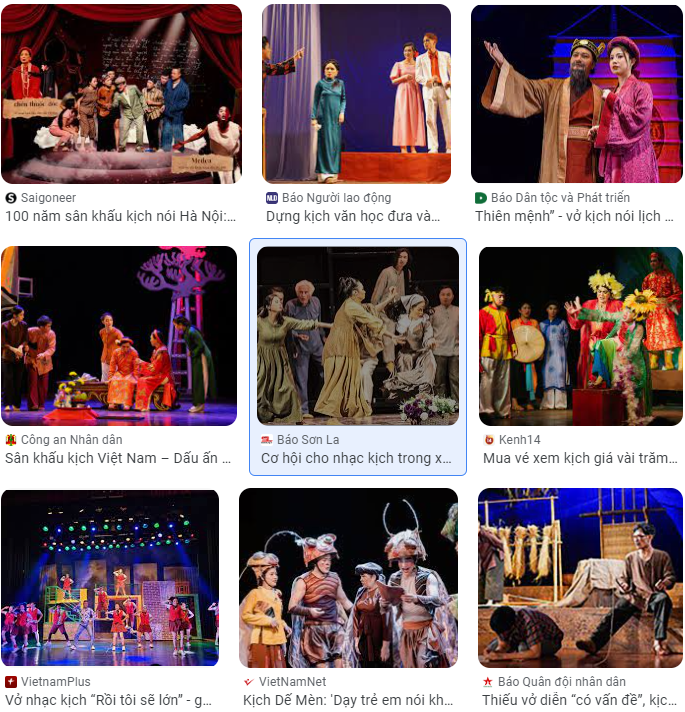 chèo thuộc đèo
Medea
Saigoneer
Báo Người lao động
Báo Dân tộc và Phát triển
100 năm sân khấu kịch nói Hà Nội:...
Dựng kịch văn học đưa và...
Thiên mệnh” - vở kịch nói lịch ...
Công an Nhân dân
Báo Sơn La
Kenh14
Sân khấu kịch Việt Nam – Dấu ấn ...
Cơ hội cho nhạc kịch trong x...
Mua vé xem kịch giá vài trăm...
VietnamPlus
VietNamNet
Báo Quân đội nhân dân
Vở nhạc kịch “Rồi tôi sẽ lớn” - g...
Kịch Dế Mèn: 'Dạy trẻ em nói kh...
Thiếu vở diễn “có vấn đề”, kịc...